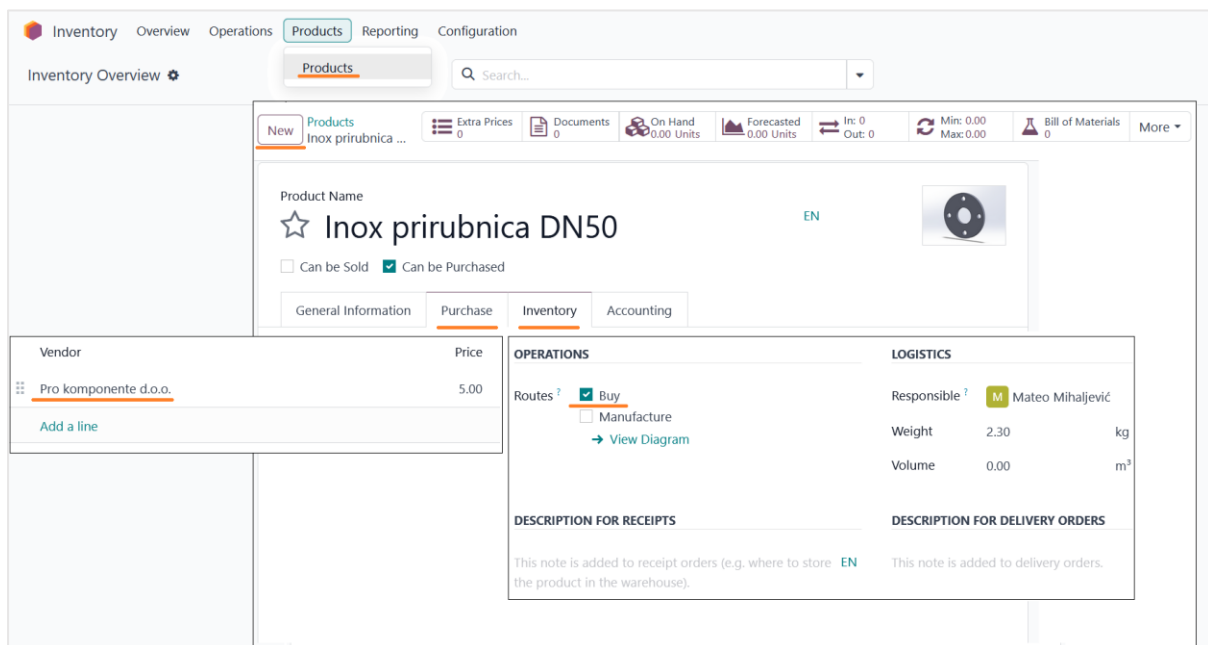 Inventory Overview Operations Products Reporting Configuration
Products
Inventory Overview
Search...
New
Products
Inox prirubnica ...
Extra Prices
0
Documents
0
On Hand
0.00 Units
Forecasted
0.00 Units
In: 0
Out: 0
Min: 0.00
Max: 0.00
Bill of Materials
0
More
Product Name
Inox prirubnica DN50
EN
Can be Sold Can be Purchased
General Information Purchase Inventory Accounting
Vendor Price
Pro komponente d.o.o. 5.00
Add a line
OPERATIONS
Routes ? Buy
Manufacture
→ View Diagram
LOGISTICS
Responsible ? M Mateo Mihaljević
Weight 2.30 kg
Volume 0.00 m³
DESCRIPTION FOR RECEIPTS
This note is added to receipt orders (e.g. where to store EN
the product in the warehouse).
DESCRIPTION FOR DELIVERY ORDERS
This note is added to delivery orders.